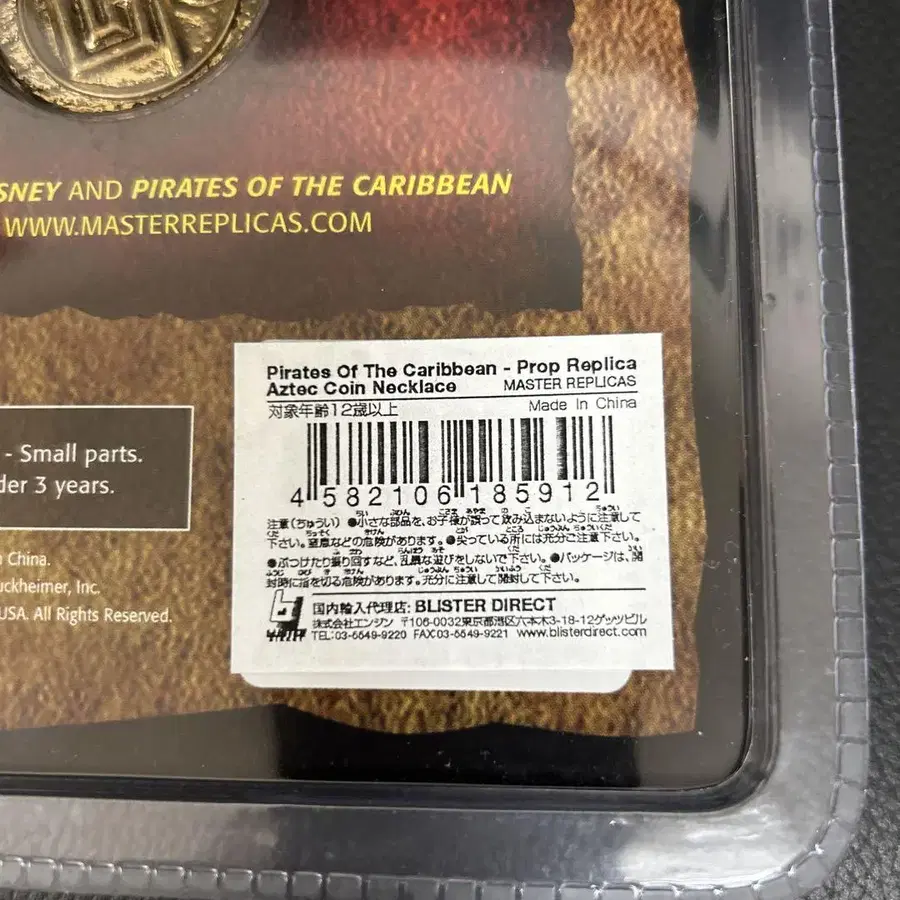 SNEY AND PIRATES OF THE CARIBBEAN
WWW.MASTERREPLICAS.COM
Pirates Of The Caribbean - Prop Replica
Aztec Coin Necklace MASTER REPLICAS
対象年齢12歳以上 Made In China
4 582106 185912
- Small parts.
der 3 years.
注意(ちゅうい) ●小さな部品を、お子様が誤って飲み込まないように注意して
下さい。窒息などの危険があります。●尖っている所には充分ご注意下さい。
●ぶつけたり振り回すなど、乱暴な遊びをしないで下さい。●パッケージは、開
封時に指を切る危険があります。充分に注意して開封して下さい。
n China.
uckheimer, Inc.
USA. All Rights Reserved.
国内輸入代理店: BLISTER DIRECT
株式会社エンジン 〒106-0032東京都港区六本木3-18-12ゲッツビル
TEL:03-5549-9220 FAX:03-5549-9221 www.blisterdirect.com